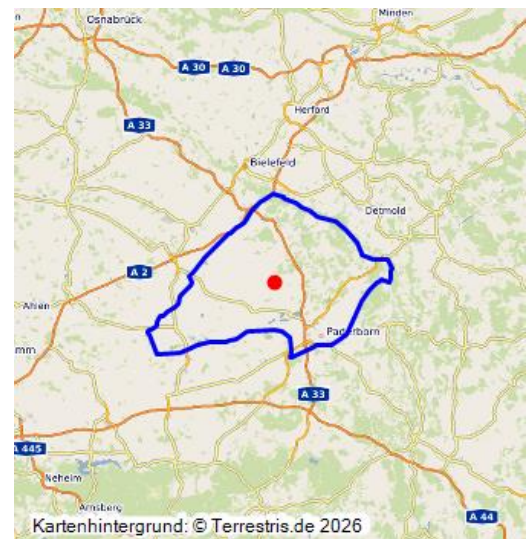 Minden
Osnabrück
A 30 A 30
A 33
Herford
Bielefeld
Detmold
A 2
Ahlen
Paderborn
mm
A 33
A 445
Neheim
Arnsberg
A 44
Kartenhintergrund: © Terrestris.de 2026